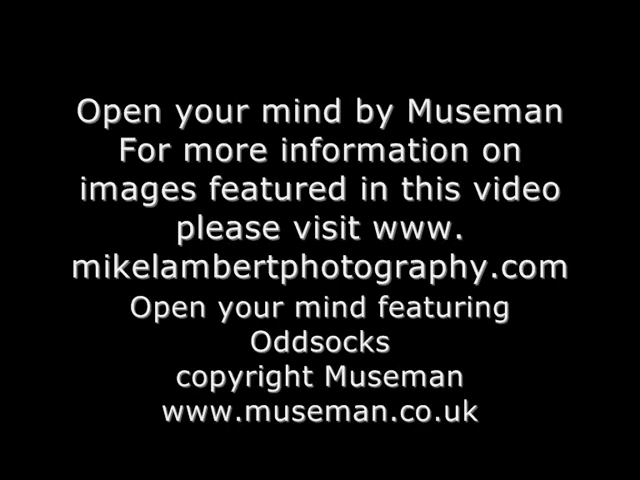 Open your mind by Museman
For more information on
images featured in this video
please visit www.
mikelambertphotography.com
Open your mind featuring
Oddsocks
copyright Museman
www.museman.co.uk